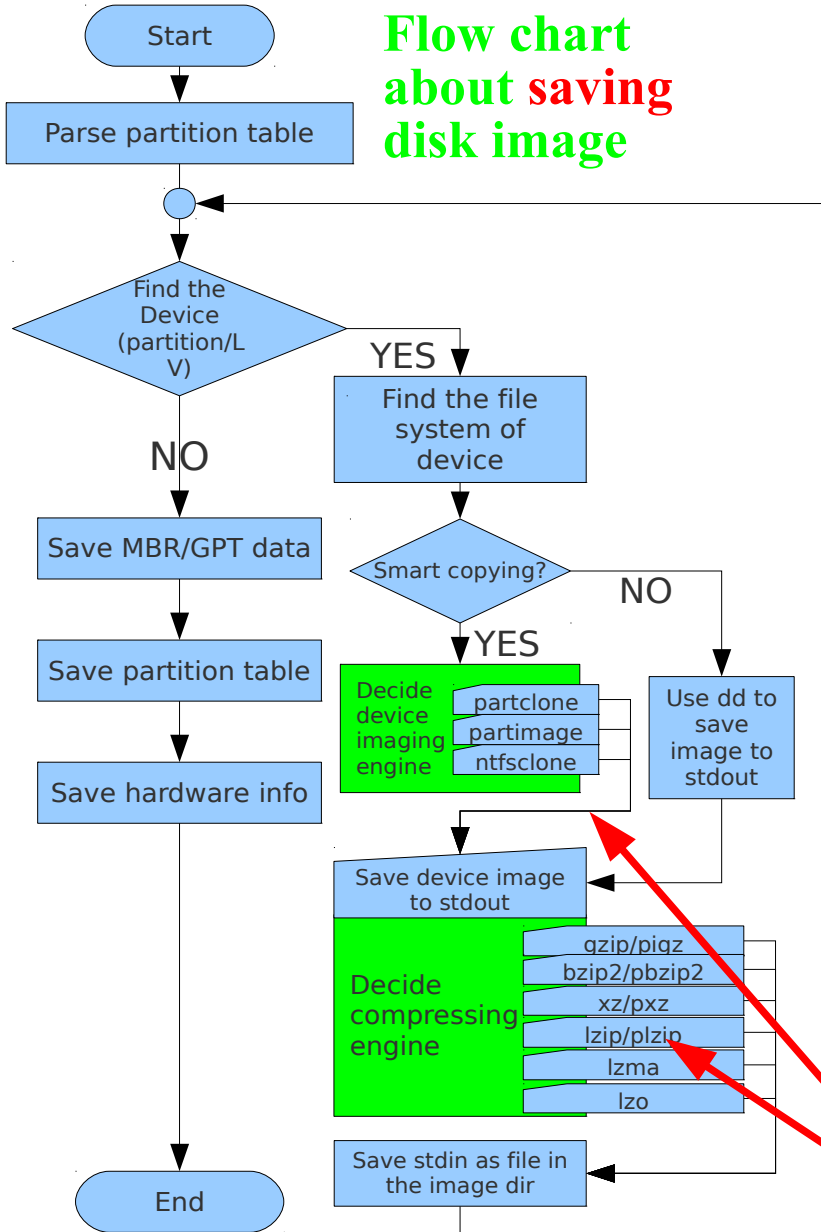 Flow chart
about saving
disk image
Start
Parse partition table
Find the
Device
(partition/L
V)
YES
NO
Find the file
system of
device
Save MBR/GPT data
Smart copying?
NO
YES
Save partition table
Decide
device
imaging
engine
partclone
partimage
ntfsclone
Use dd to
save
image to
stdout
Save hardware info
Save device image
to stdout
Decide
compressing
engine
gzip/pigz
bzip2/pbzip2
xz/pxz
lzip/plzip
lzma
lzo
Save stdin as file in
the image dir
End